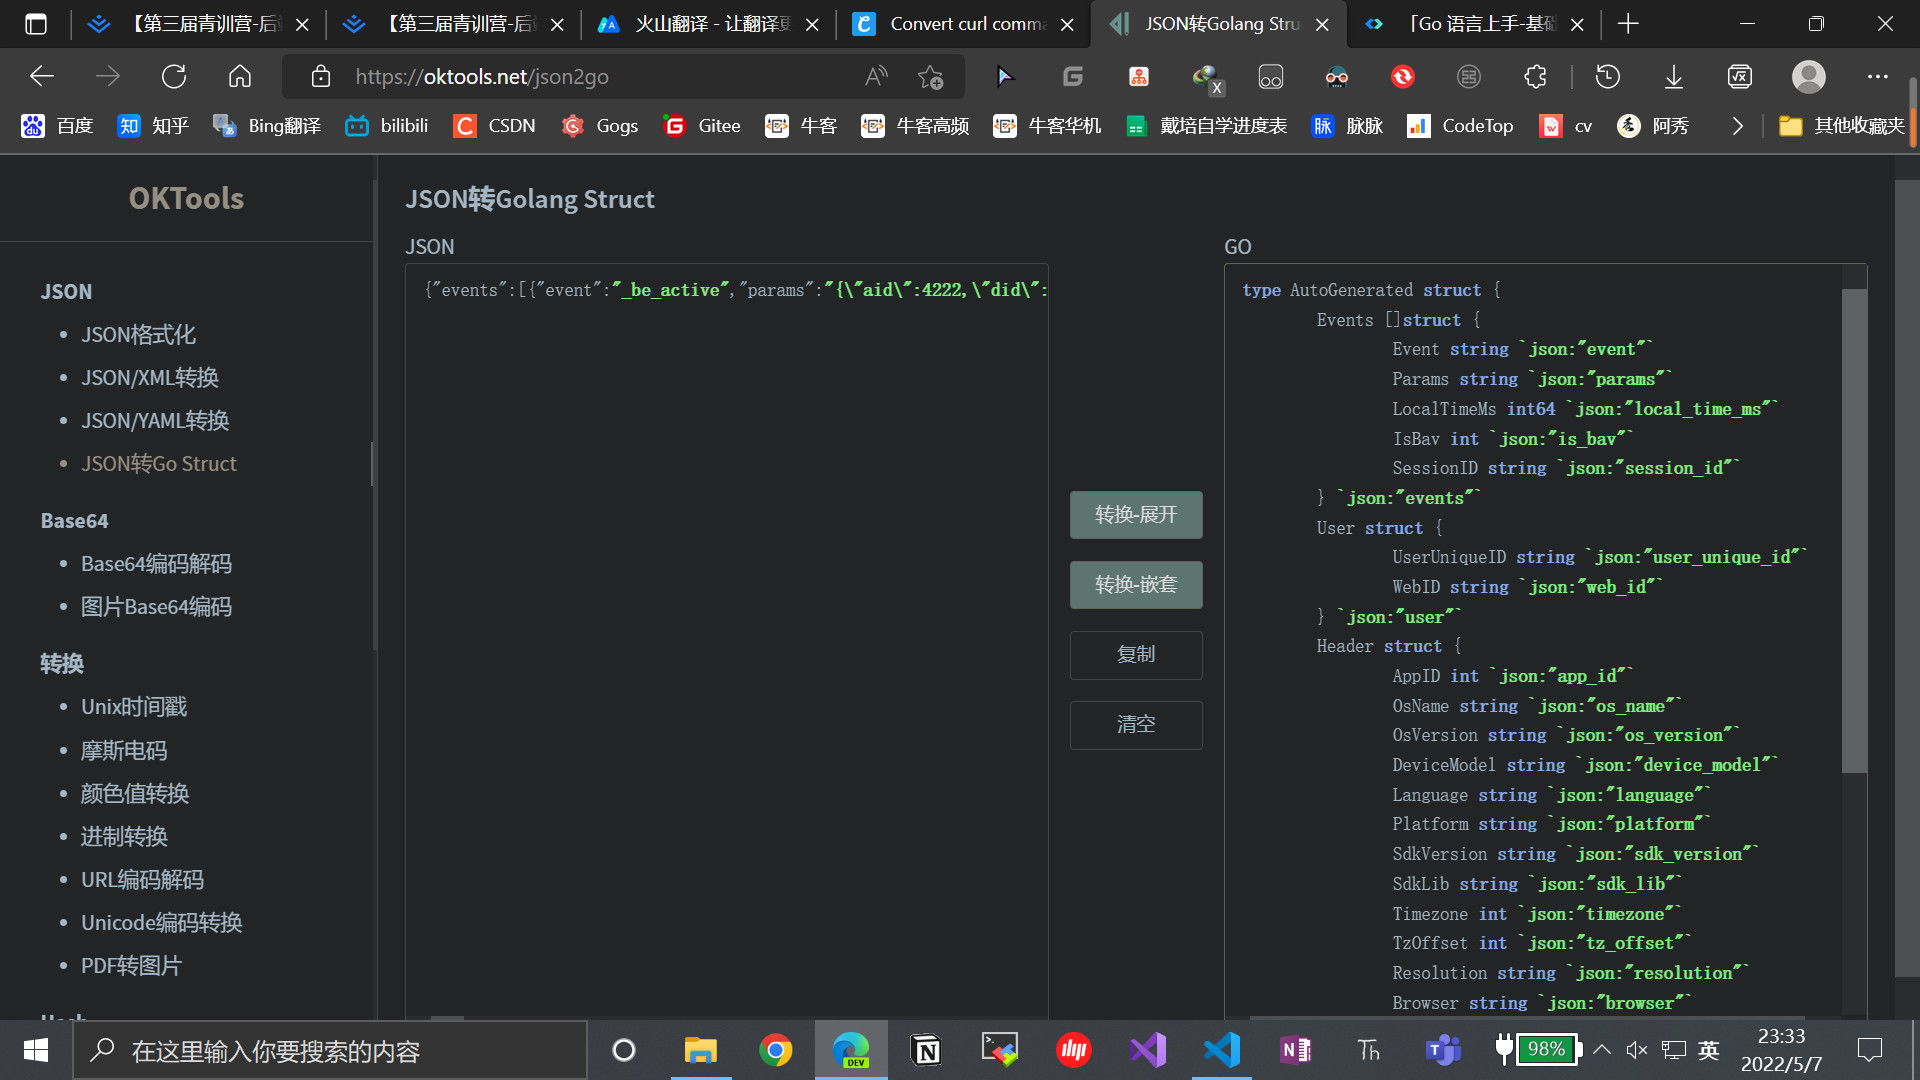 【第三届青训营-后
【第三届青训营-后
火山翻译 - 让翻译更
Convert curl comma
JSON转Golang Stru
「Go 语言上手-基础
https://oktools.net/json2go
百度
知乎
Bing翻译
bilibili
CSDN
Gogs
Gitee
牛客
牛客高频
牛客华机
戴培自学进度表
脉脉
CodeTop
cv
阿秀
其他收藏夹
OKTools
JSON
JSON格式化
JSON/XML转换
JSON/YAML转换
JSON转Go Struct
Base64
Base64编码解码
图片Base64编码
转换
Unix时间戳
摩斯电码
颜色值转换
进制转换
URL编码解码
Unicode编码转换
PDF转图片
Hash
JSON转Golang Struct
JSON
{"events":[{"event":"_be_active","params":"{\"aid\":4222,\"did\":
转换-展开
转换-嵌套
复制
清空
GO
type AutoGenerated struct {
Events []struct {
Event string `json:"event"`
Params string `json:"params"`
LocalTimeMs int64 `json:"local_time_ms"`
IsBav int `json:"is_bav"`
SessionID string `json:"session_id"`
} `json:"events"`
User struct {
UserUniqueID string `json:"user_unique_id"`
WebID string `json:"web_id"`
} `json:"user"`
Header struct {
AppID int `json:"app_id"`
OsName string `json:"os_name"`
OsVersion string `json:"os_version"`
DeviceModel string `json:"device_model"`
Language string `json:"language"`
Platform string `json:"platform"`
SdkVersion string `json:"sdk_version"`
SdkLib string `json:"sdk_lib"`
Timezone int `json:"timezone"`
TzOffset int `json:"tz_offset"`
Resolution string `json:"resolution"`
Browser string `json:"browser"`
在这里输入你要搜索的内容
DEV
Th
98%
英
23:33
2022/5/7